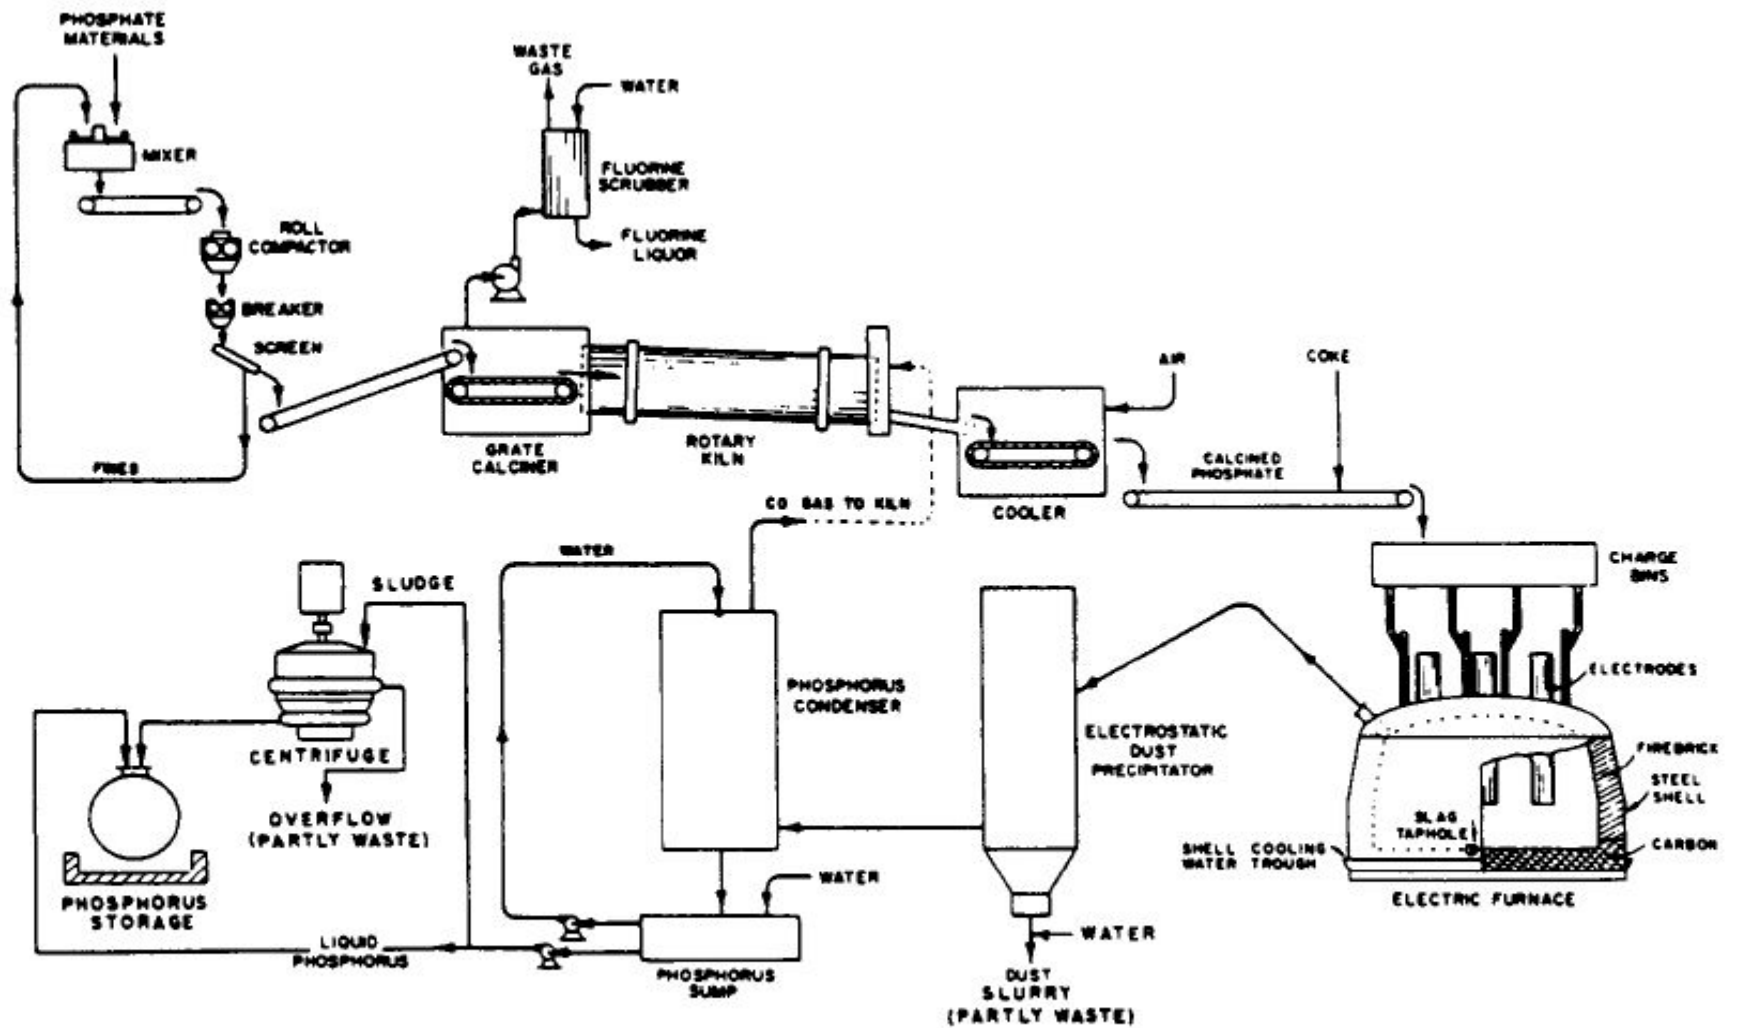 PHOSPHATE
MATERIALS
MIXER
ROLL
COMPACTOR
BREAKER
SCREEN
FINES
WASTE
GAS
WATER
FLUORINE
SCRUBBER
FLUORINE
LIQUOR
GRATE
CALCINER
ROTARY
KILN
AIR
COKE
COOLER
CALCINED
PHOSPHATE
CO GAS TO KILN
CHARGE
BINS
ELECTRODES
FIREBRICK
STEEL
SHELL
CARBON
SLAG
TAPHOLE
SHELL COOLING
WATER TROUGH
ELECTRIC FURNACE
ELECTROSTATIC
DUST
PRECIPITATOR
WATER
DUST
SLURRY
(PARTLY WASTE)
WATER
PHOSPHORUS
CONDENSER
WATER
PHOSPHORUS
SUMP
SLUDGE
CENTRIFUGE
OVERFLOW
(PARTLY WASTE)
PHOSPHORUS
STORAGE
LIQUID
PHOSPHORUS